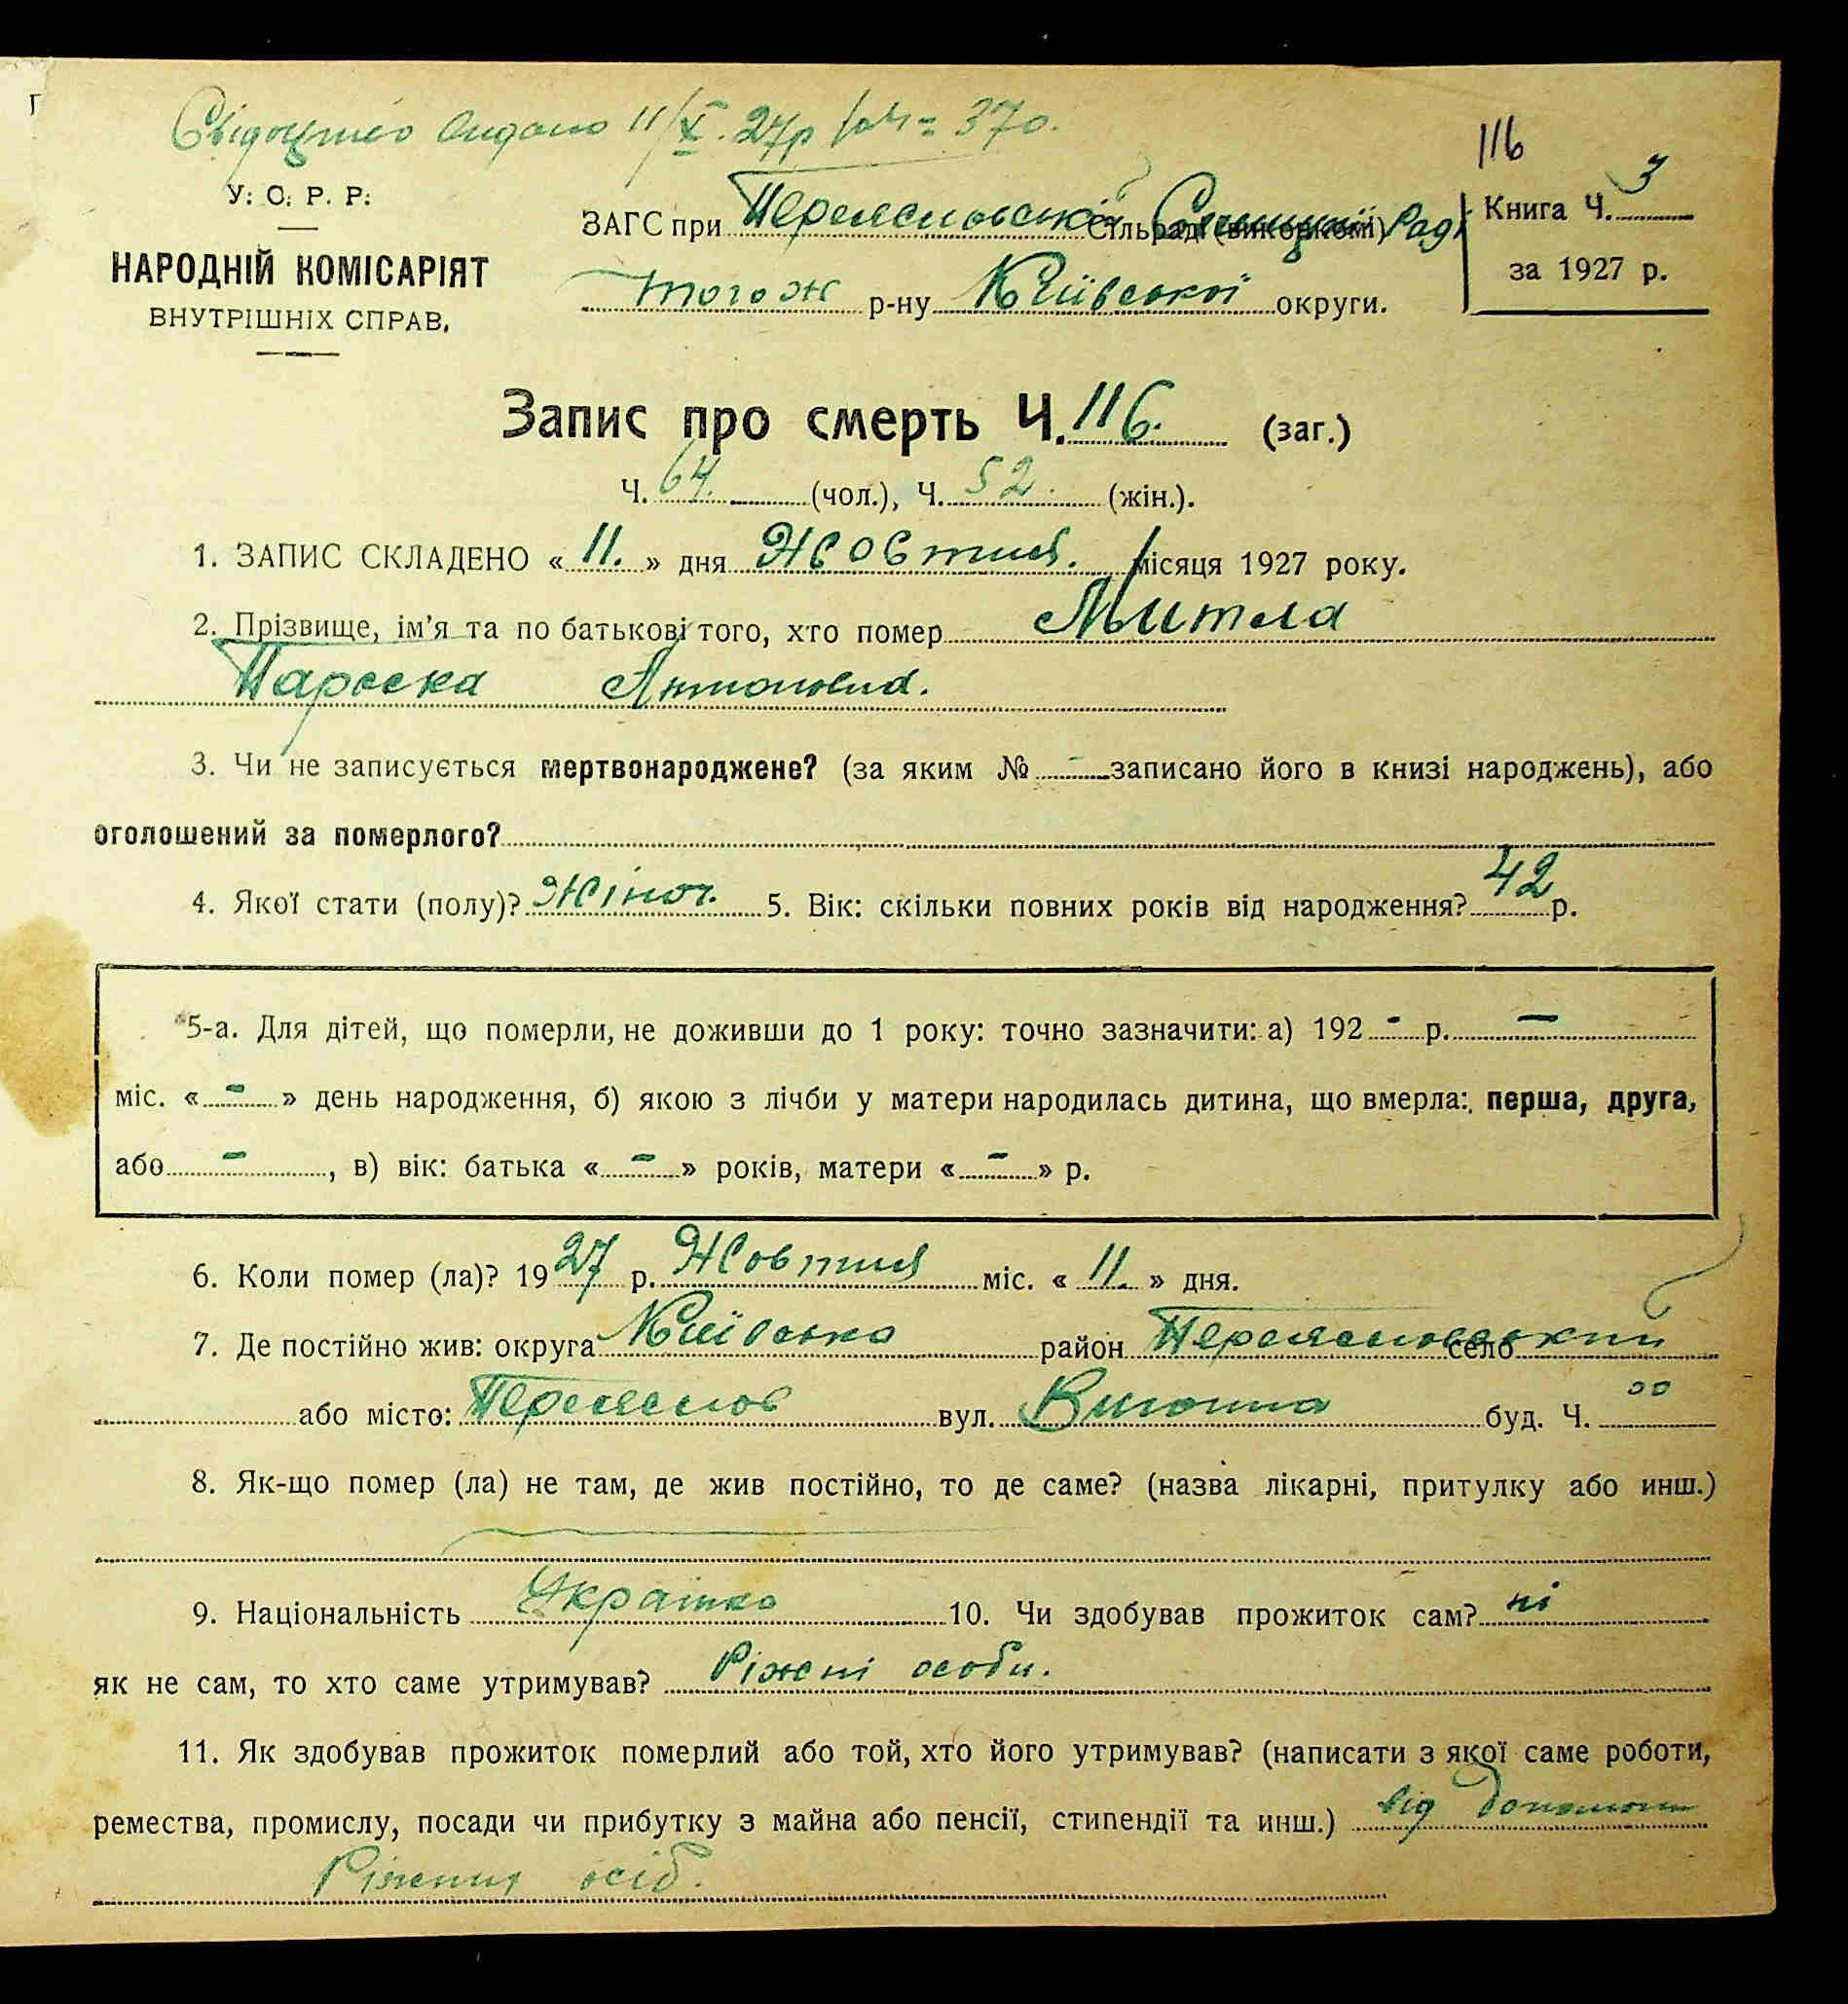 Свідоцтво видано 11/X. 27р за ч= 370.
116
У. С. Р. Р.
НАРОДНІЙ КОМІСАРІЯТ
ВНУТРІШНІХ СПРАВ.
ЗАГС при Переяславській Сільраді (викон Раді
того ж р-ну Київської округи.
Книга Ч. 3
за 1927 р.
Запис про смерть Ч. 116. (заг.)
Ч. 64. (чол.), Ч. 52. (жін.).
1. ЗАПИС СКЛАДЕНО « 11. » дня Жовтня. місяця 1927 року.
2. Прізвище, ім'я та по батькові того, хто помер Митла
Параска Антоновна.
3. Чи не записується мертвонароджене? (за яким № - записано його в книзі народжень), або
оголошений за померлого?
4. Якої стати (полу)? Жіноч. 5. Вік: скільки повних років від народження? 42 р.
5-а. Для дітей, що померли, не доживши до 1 року: точно зазначити: а) 192 - р. -
міс. « - » день народження, б) якою з лічби у матери народилась дитина, що вмерла: перша, друга,
або - , в) вік: батька « - » років, матери « - » р.
6. Коли помер (ла)? 19 27 р. Жовтня міс. « 11. » дня.
7. Де постійно жив: округа Київська район Переяславський село
або місто: Переяслов вул. буд. Ч.
8. Як-що помер (ла) не там, де жив постійно, то де саме? (назва лікарні, притулку або инш.)
9. Національність Українка 10. Чи здобував прожиток сам? ні
як не сам, то хто саме утримував? Ріжні особи.
11. Як здобував прожиток померлий або той, хто його утримував? (написати з якої саме роботи,
ремества, промислу, посади чи прибутку з майна або пенсії, стипендії та инш.) від допомоги
Ріжних осіб.